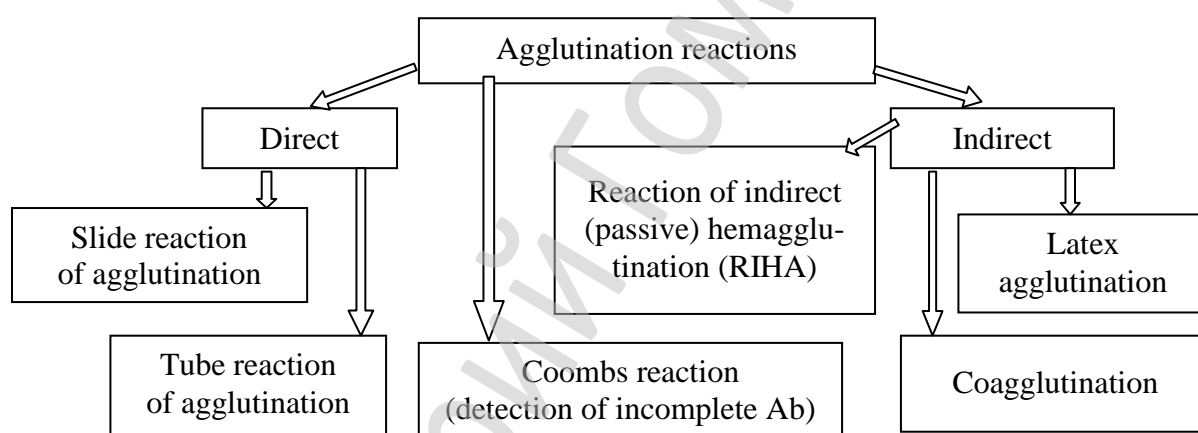 Agglutination reactions
Direct
Indirect
Reaction of indirect
(passive) hemagglu-
tination (RIHA)
Slide reaction
of agglutination
Latex
agglutination
Tube reaction
of agglutination
Coombs reaction
(detection of incomplete Ab)
Coagglutination